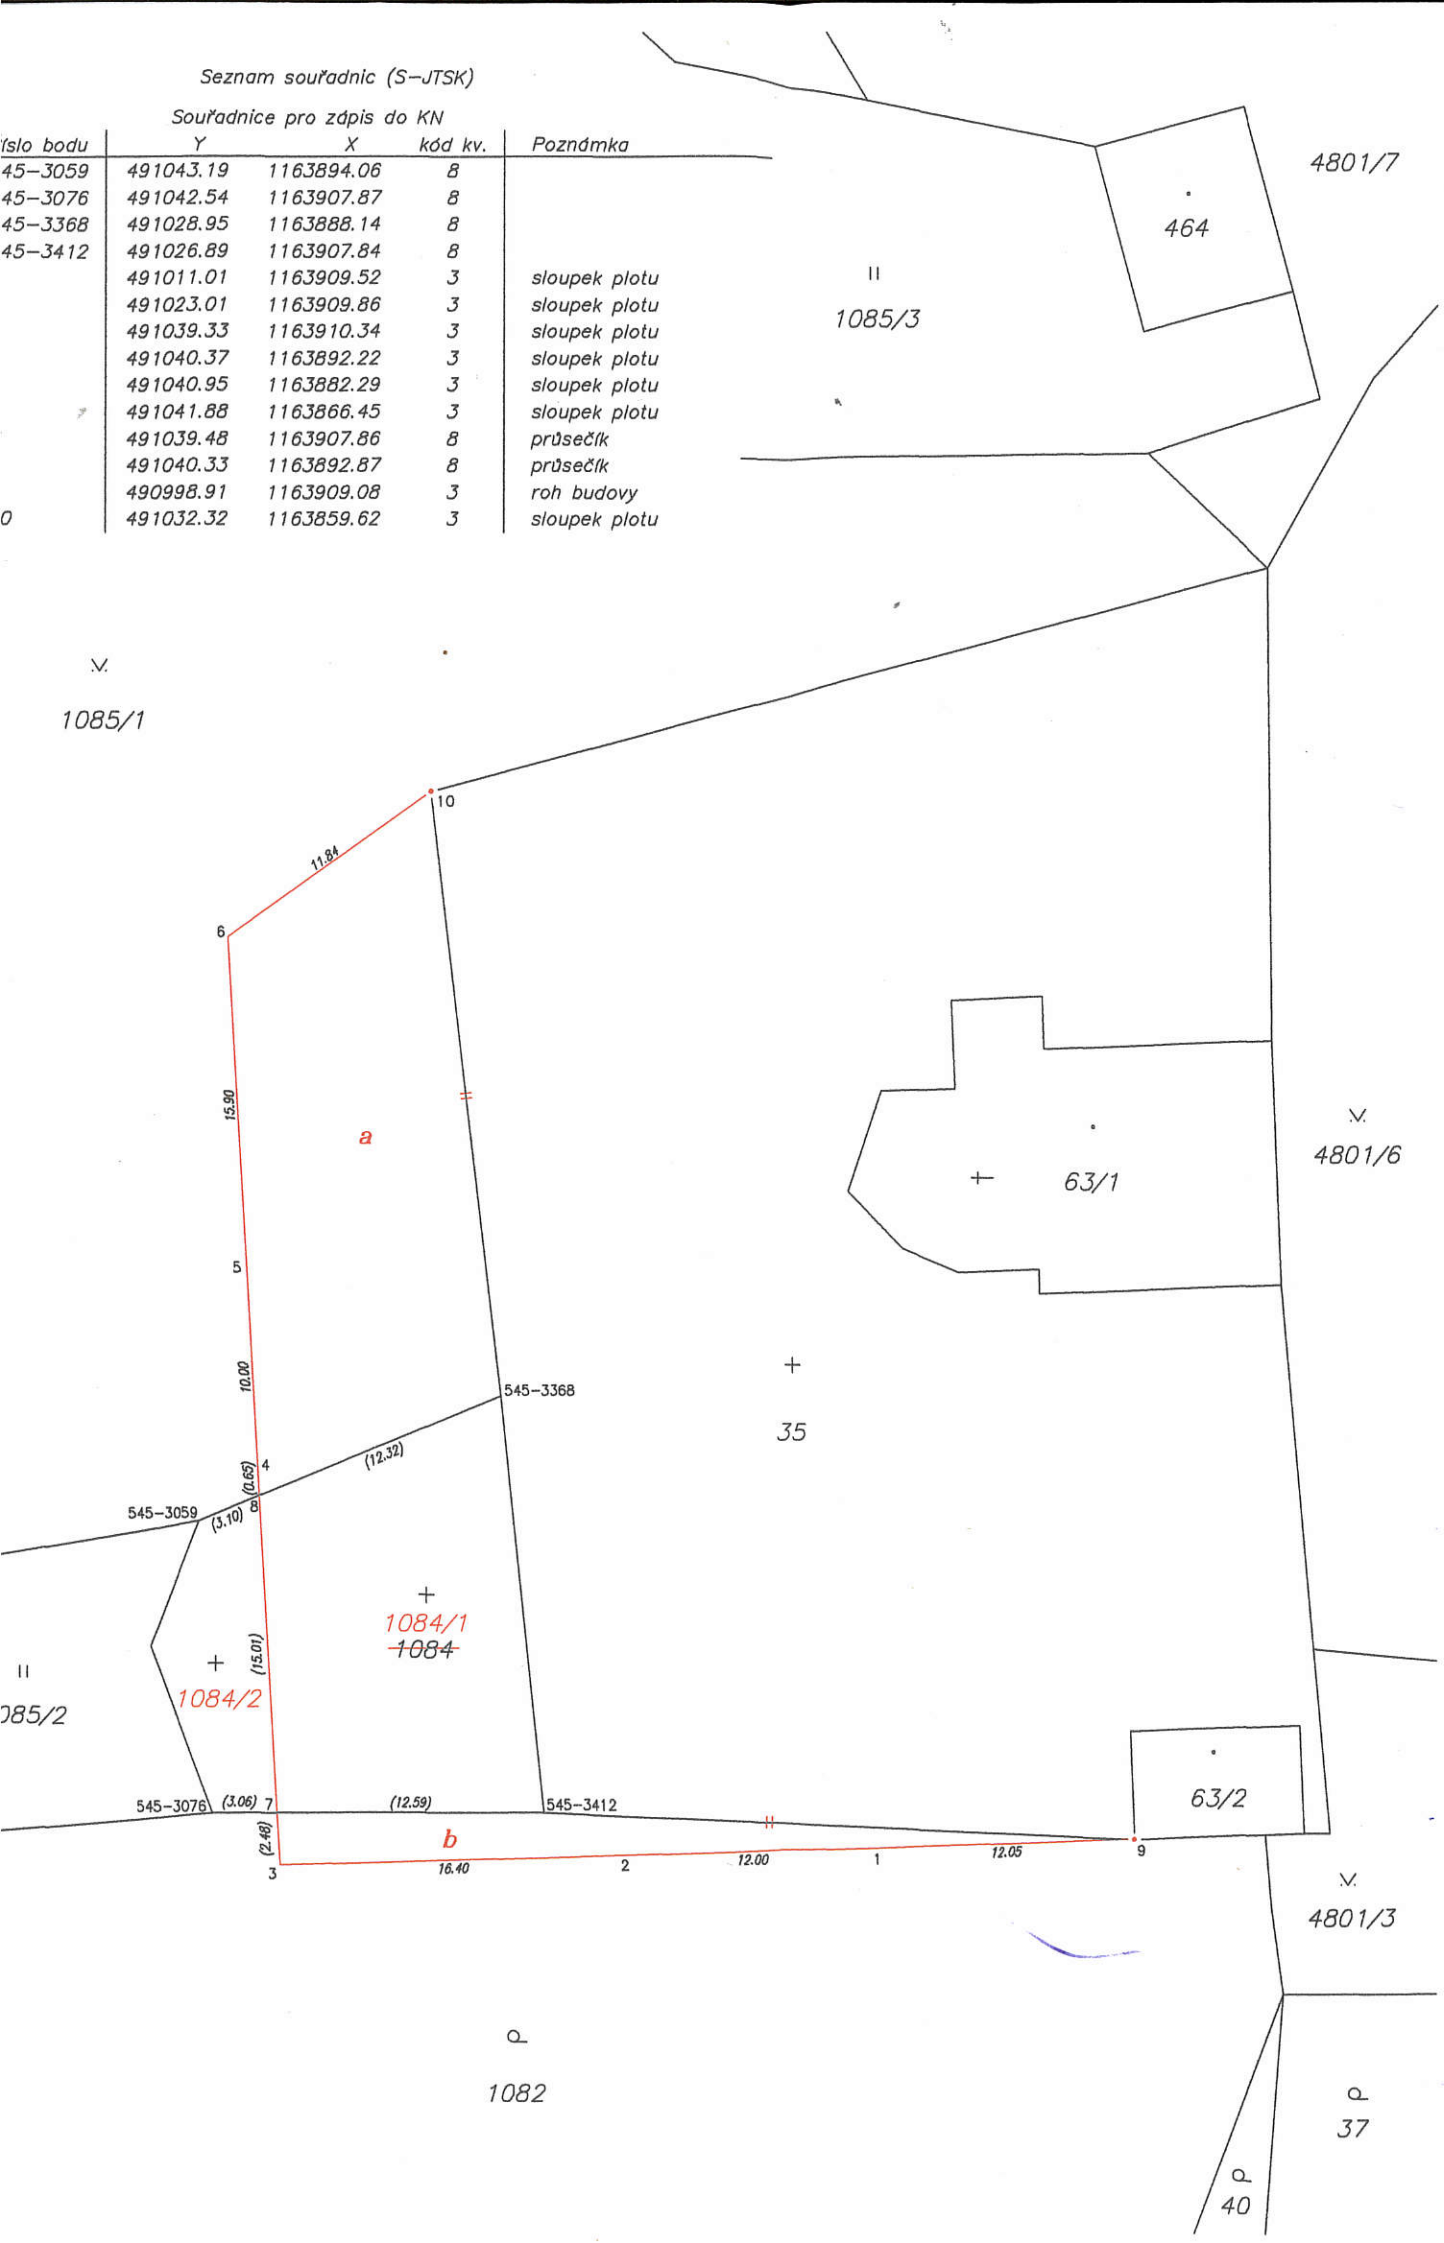 Seznam souřadnic (S-JTSK)
Souřadnice pro zápis do KN
íslo bodu Y X kód kv. Poznámka
45-3059 491043.19 1163894.06 8
45-3076 491042.54 1163907.87 8
45-3368 491028.95 1163888.14 8
45-3412 491026.89 1163907.84 8
491011.01 1163909.52 3 sloupek plotu
491023.01 1163909.86 3 sloupek plotu
491039.33 1163910.34 3 sloupek plotu
491040.37 1163892.22 3 sloupek plotu
491040.95 1163882.29 3 sloupek plotu
491041.88 1163866.45 3 sloupek plotu
491039.48 1163907.86 8 průsečík
491040.33 1163892.87 8 průsečík
490998.91 1163909.08 3 roh budovy
0 491032.32 1163859.62 3 sloupek plotu
4801/7
464
1085/3
1085/1
10
11.84
6
15.90
a
4801/6
63/1
5
10.00
545-3368
35
4
(0.65)
(12.32)
8
545-3059
(3.10)
1084/1
1084
(15.01)
1084/2
085/2
63/2
545-3076
(3.06)
7
(12.59)
545-3412
(2.48)
b
3
16.40
2
12.00
1
12.05
9
4801/3
1082
37
40